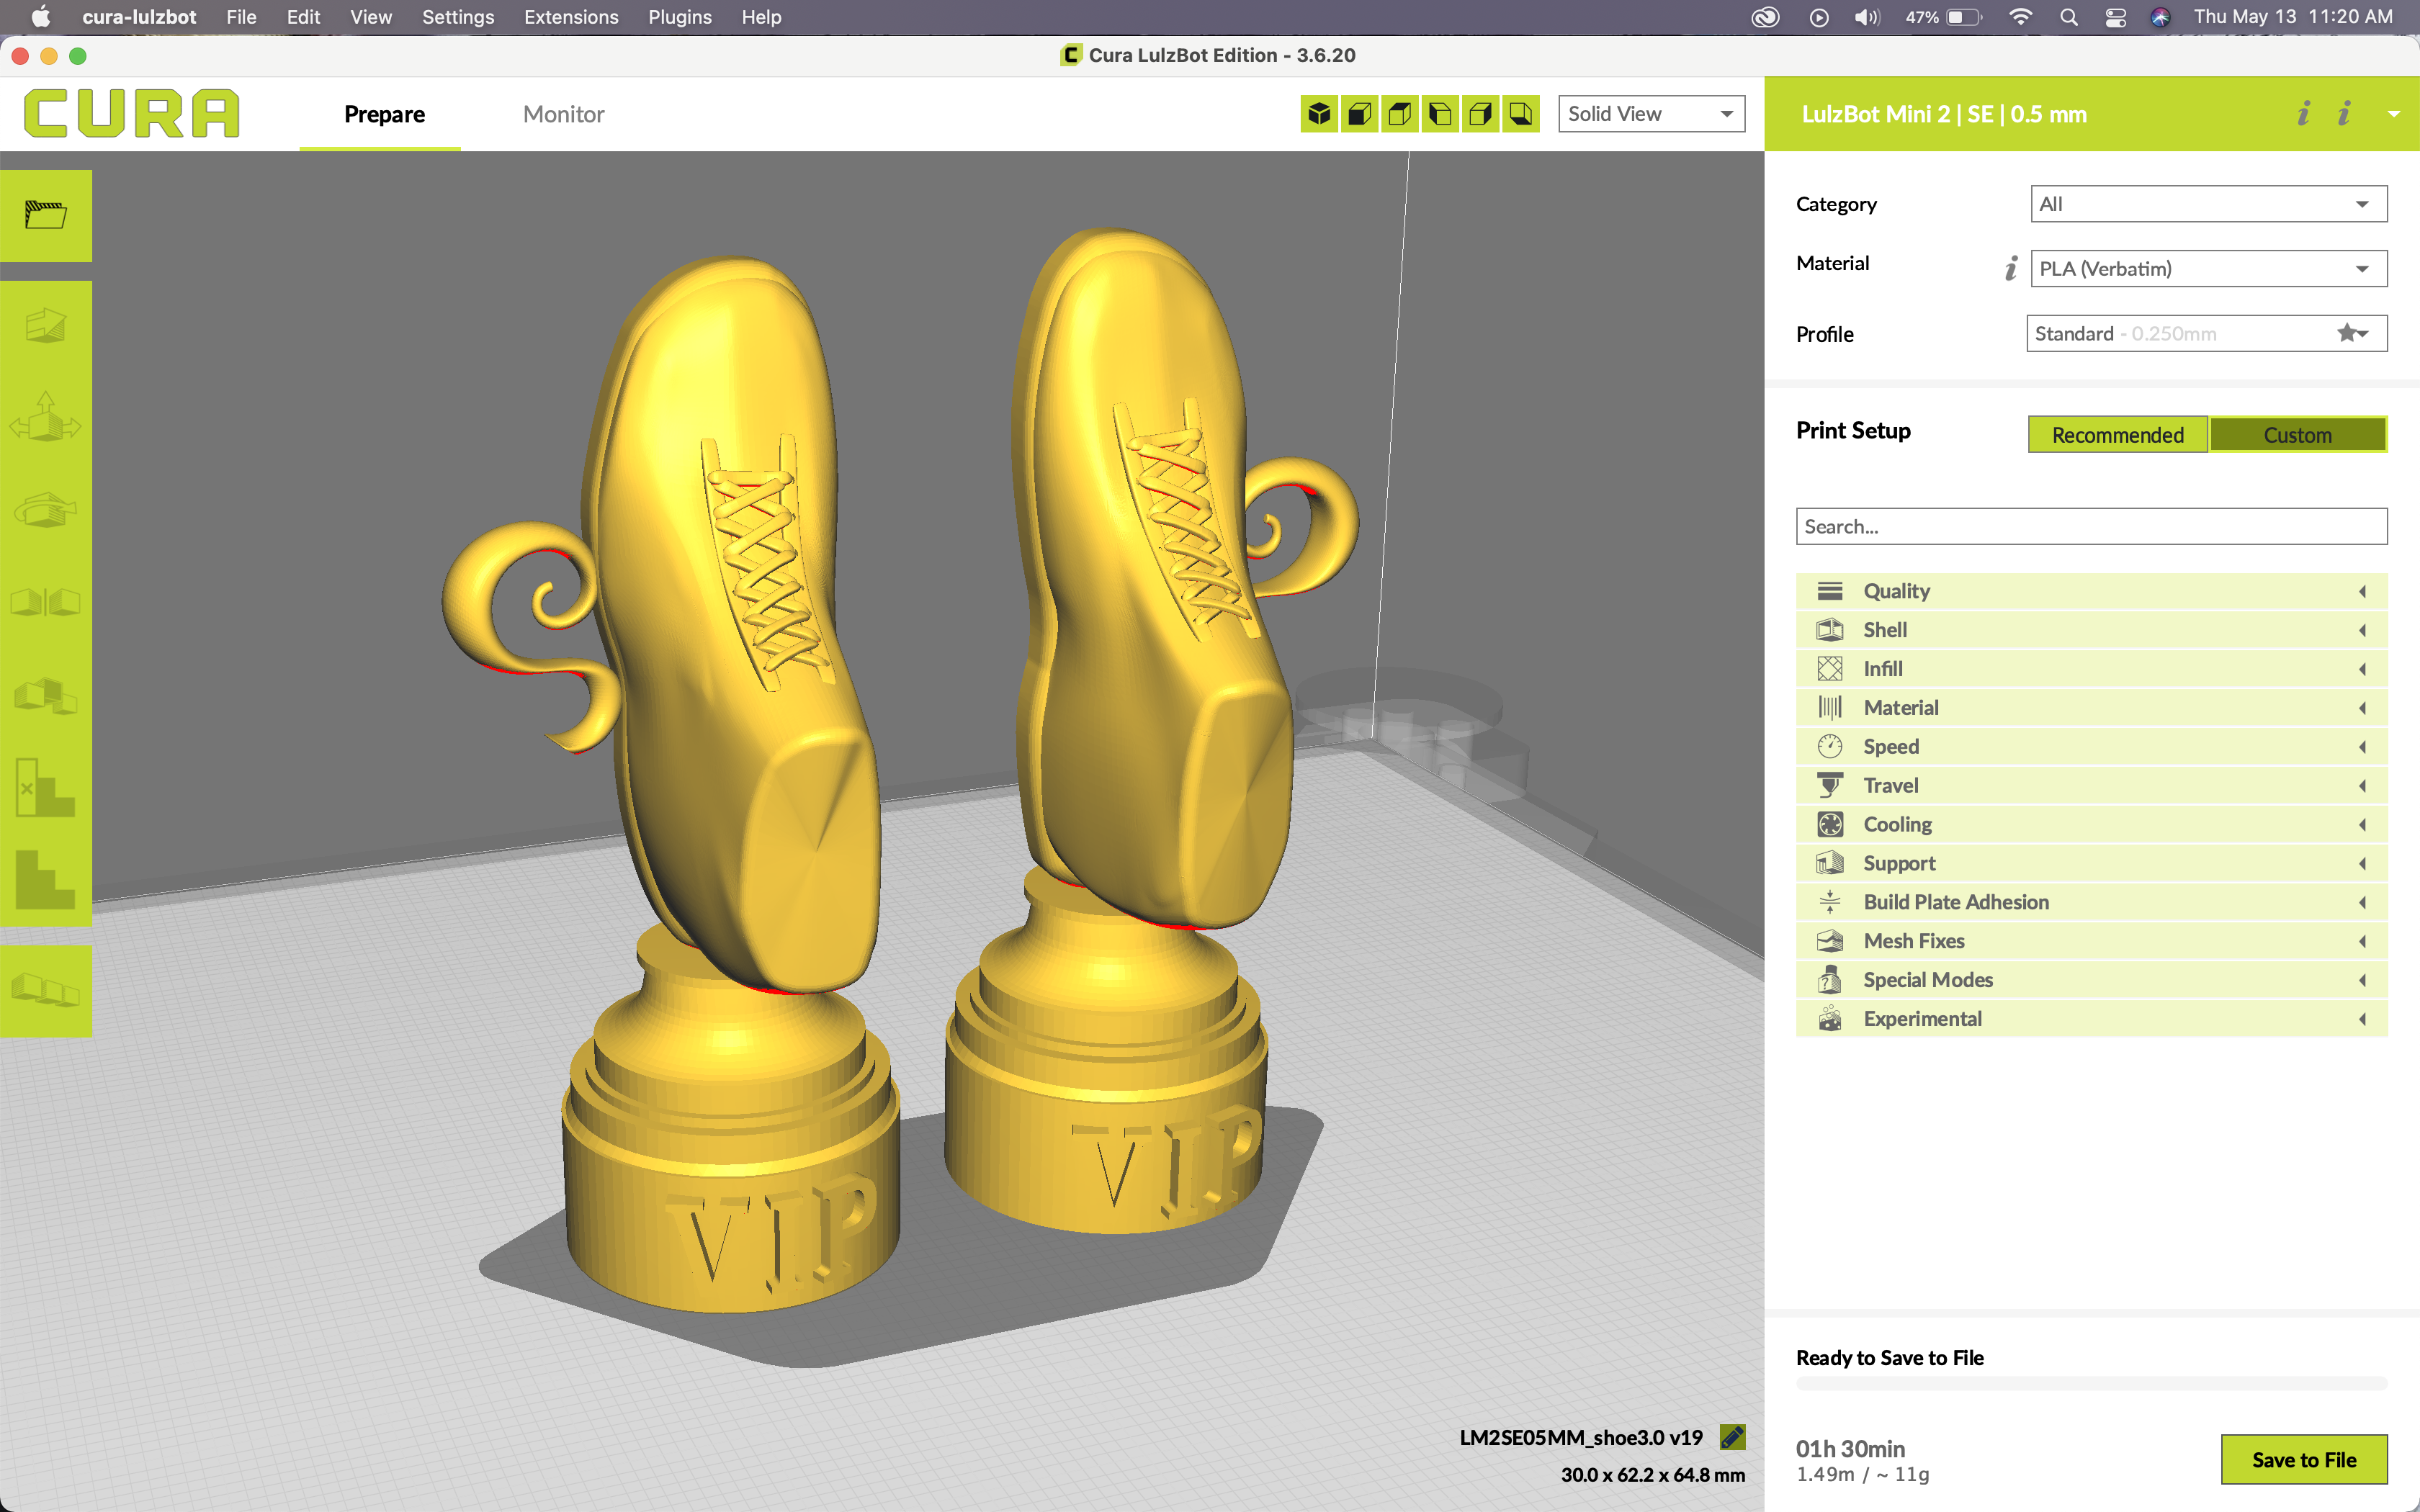 cura-lulzbot File Edit View Settings Extensions Plugins Help 47% Thu May 13 11:20 AM
Cura LulzBot Edition - 3.6.20
CURA Prepare Monitor Solid View LulzBot Mini 2 | SE | 0.5 mm
Category All
Material PLA (Verbatim)
Profile Standard - 0.250mm
Print Setup Recommended Custom
Search...
Quality
Shell
Infill
Material
Speed
Travel
Cooling
Support
Build Plate Adhesion
Mesh Fixes
Special Modes
Experimental
VIP
VIP
Ready to Save to File
LM2SE05MM_shoe3.0 v19
30.0 x 62.2 x 64.8 mm
01h 30min
1.49m / ~ 11g
Save to File